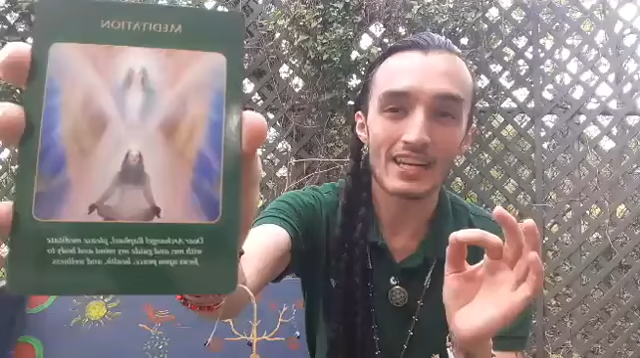 MEDITATION
Dear Archangel Raphael, please meditate
with me and guide my mind and body to
focus upon peace, health, and wellness